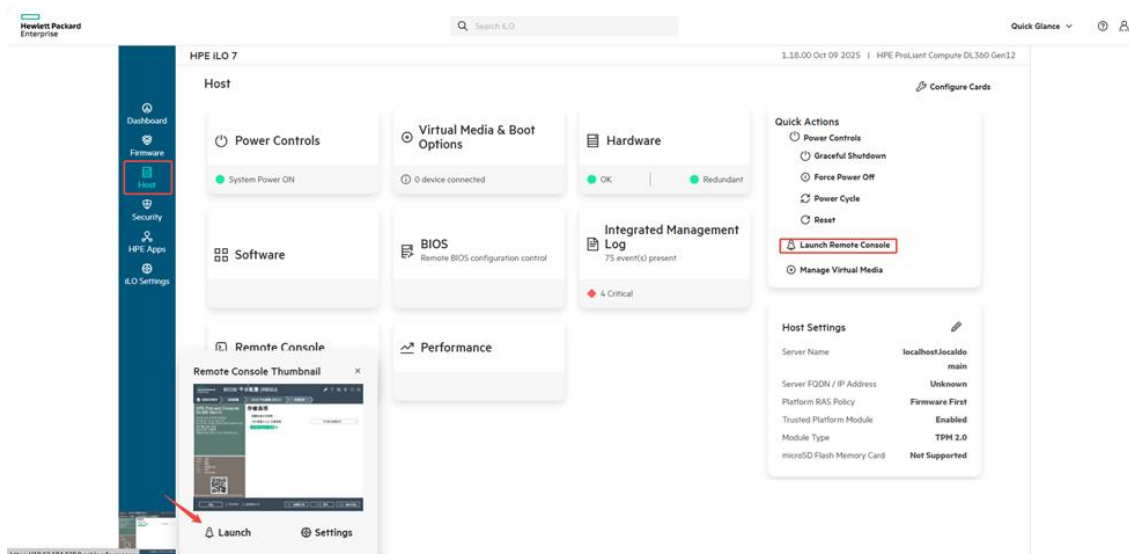 Hewlett Packard
Enterprise
Search iLO
Quick Glance
HPE iLO 7
1.18.00 Oct 09 2025 | HPE ProLiant Compute DL360 Gen12
Host
Configure Cards
Dashboard
Firmware
Host
Security
HPE Apps
iLO Settings
Power Controls
System Power ON
Virtual Media & Boot
Options
0 device connected
Hardware
OK
Redundant
Software
BIOS
Remote BIOS configuration control
Integrated Management
Log
75 event(s) present
4 Critical
Remote Console
Performance
Quick Actions
Power Controls
Graceful Shutdown
Force Power Off
Power Cycle
Reset
Launch Remote Console
Manage Virtual Media
Host Settings
Server Name localhost.localdo
main
Server FQDN / IP Address Unknown
Platform RAS Policy Firmware First
Trusted Platform Module Enabled
Module Type TPM 2.0
microSD Flash Memory Card Not Supported
Remote Console Thumbnail
Launch
Settings